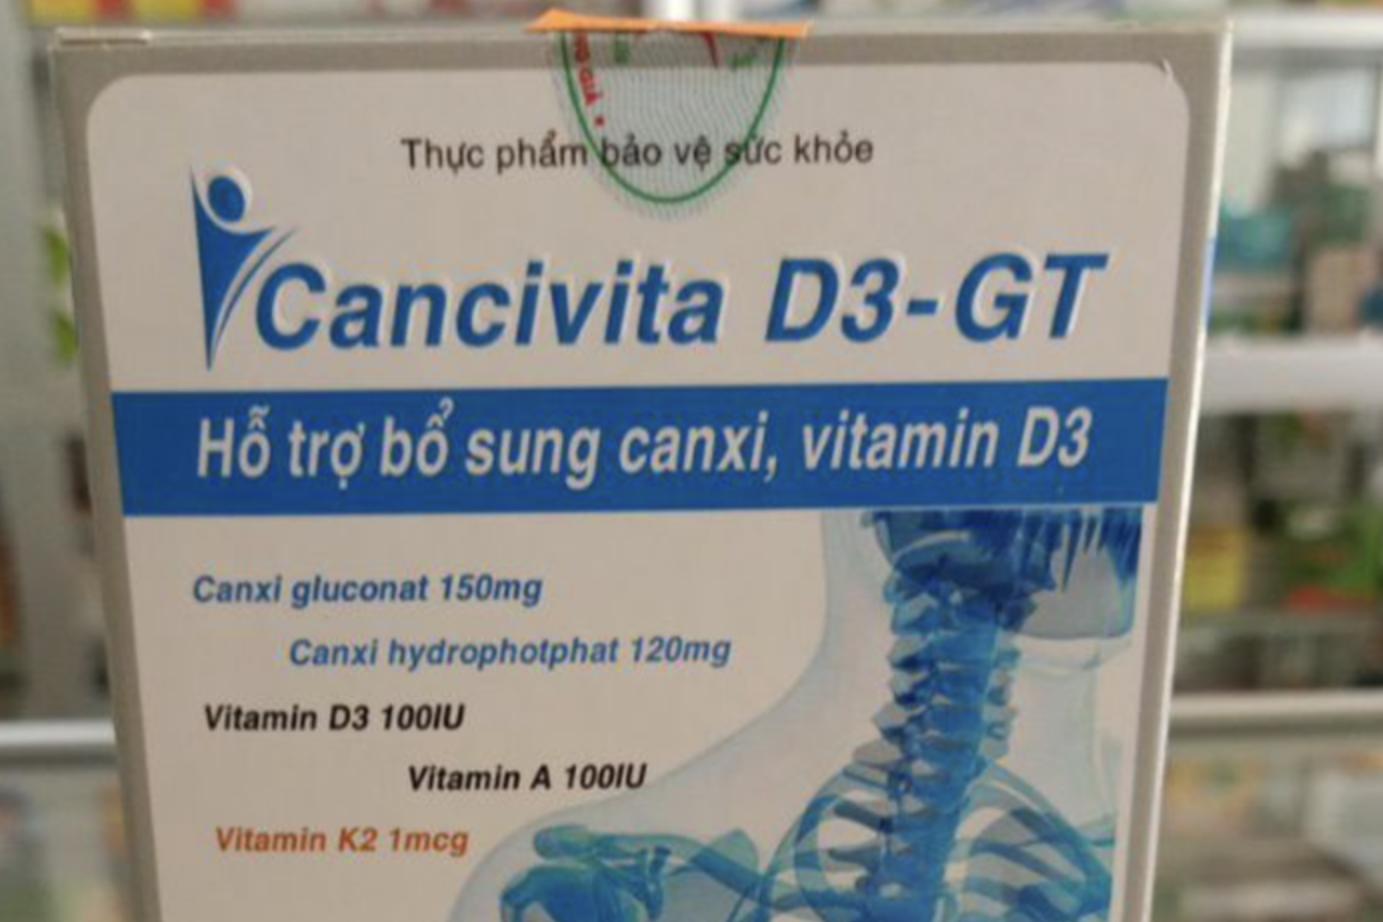 Thực phẩm bảo vệ sức khỏe
Cancivita D3-GT
Hỗ trợ bổ sung canxi, vitamin D3
Canxi gluconat 150mg
Canxi hydrophotphat 120mg
Vitamin D3 100IU
Vitamin A 100IU
Vitamin K2 1mcg